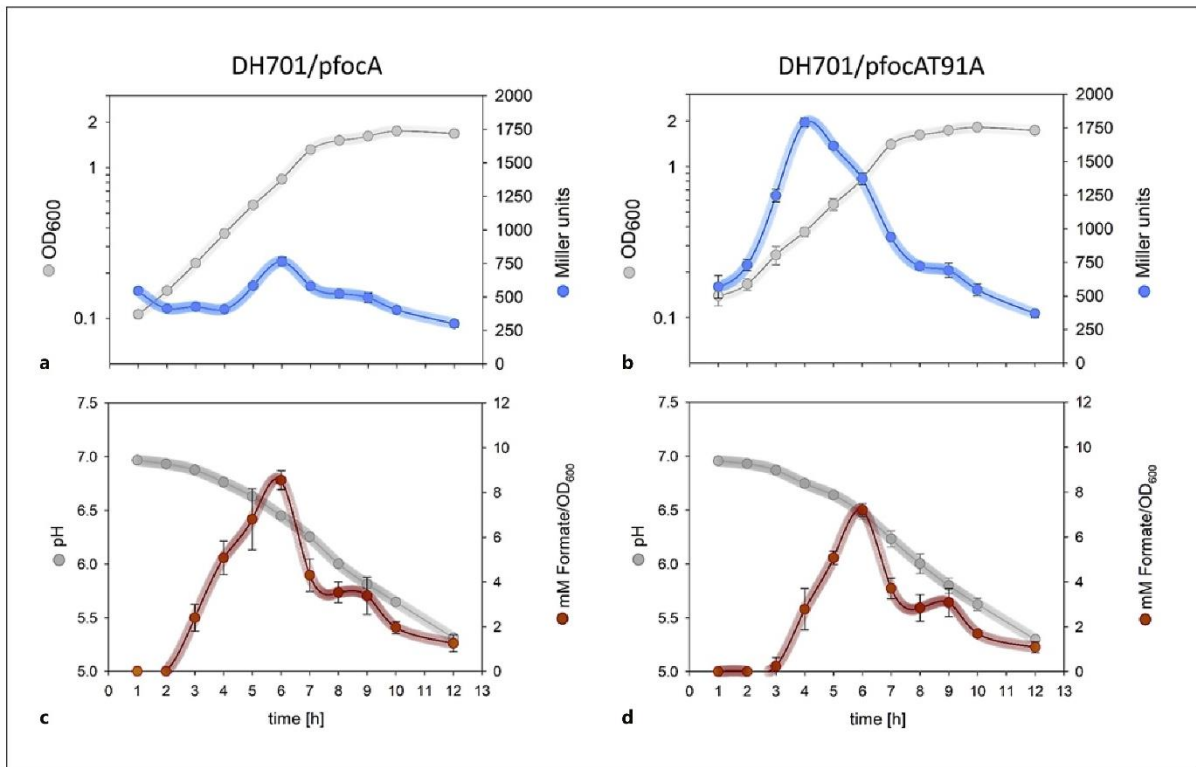 DH701/pfocA
DH701/pfocAT91A
OD600
2
1
0.1
2000
1750
1500
1250
1000
750
500
250
0
Miller units
a
OD600
2
1
0.1
2000
1750
1500
1250
1000
750
500
250
0
Miller units
b
pH
7.5
7.0
6.5
6.0
5.5
5.0
12
10
8
6
4
2
0
mM Formate/OD600
0 1 2 3 4 5 6 7 8 9 10 11 12 13
time [h]
c
pH
7.5
7.0
6.5
6.0
5.5
5.0
12
10
8
6
4
2
0
mM Formate/OD600
0 1 2 3 4 5 6 7 8 9 10 11 12 13
time [h]
d